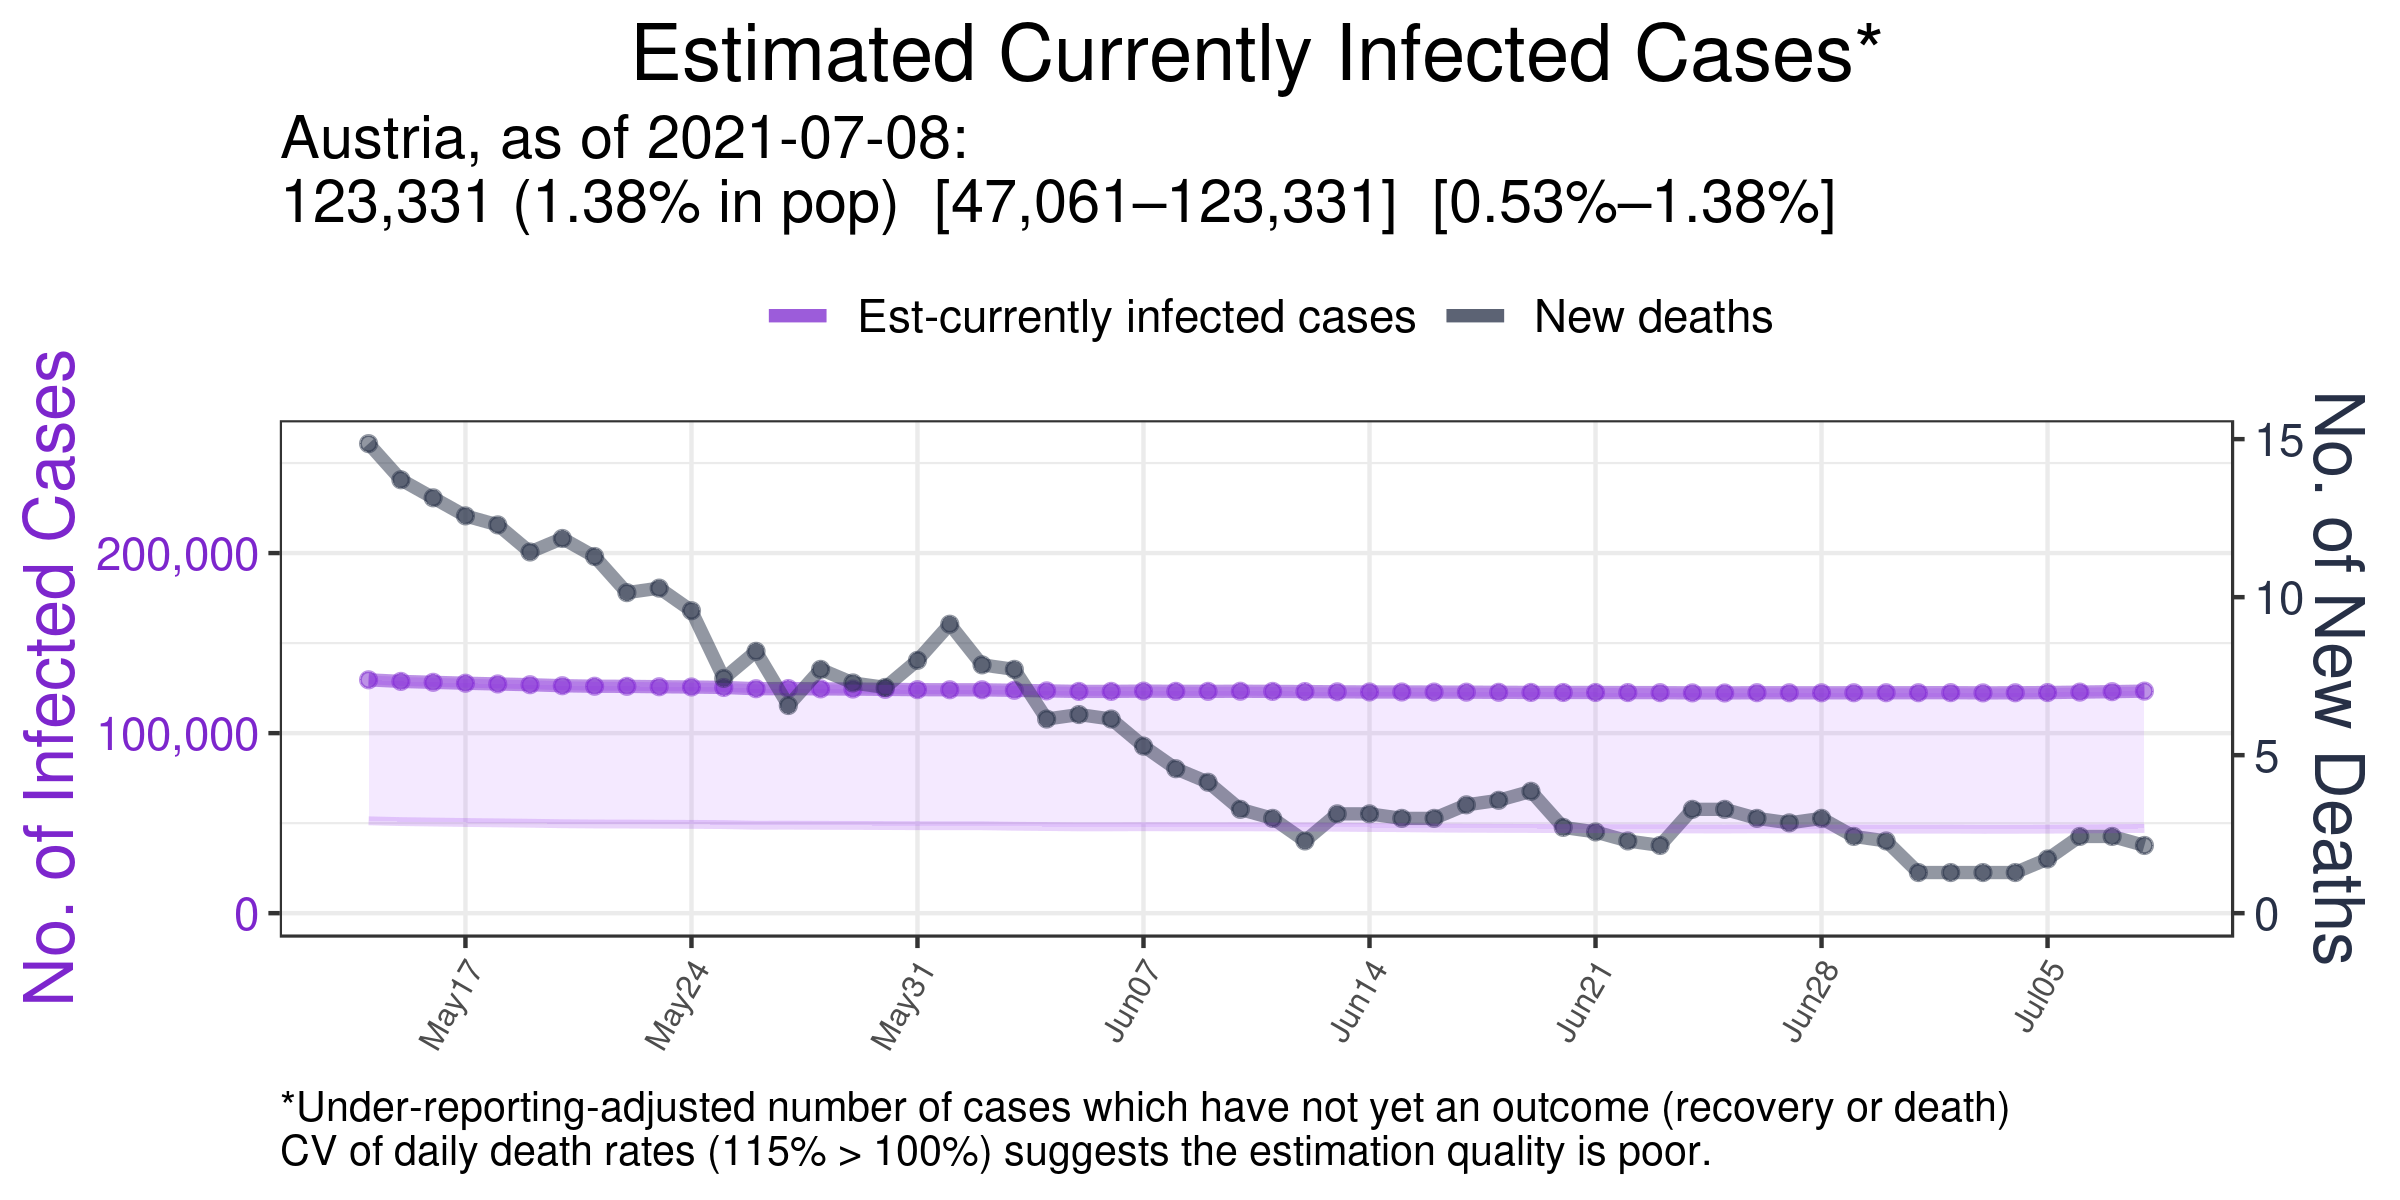 Estimated Currently Infected Cases*
Austria, as of 2021-07-08:
123,331 (1.38% in pop)  [47,061–123,331]  [0.53%–1.38%]
Est-currently infected cases
New deaths
No. of Infected Cases
200,000
100,000
0
15
10
5
0
No. of New Deaths
May17
May24
May31
Jun07
Jun14
Jun21
Jun28
Jul05
*Under-reporting-adjusted number of cases which have not yet an outcome (recovery or death)
CV of daily death rates (115% > 100%) suggests the estimation quality is poor.